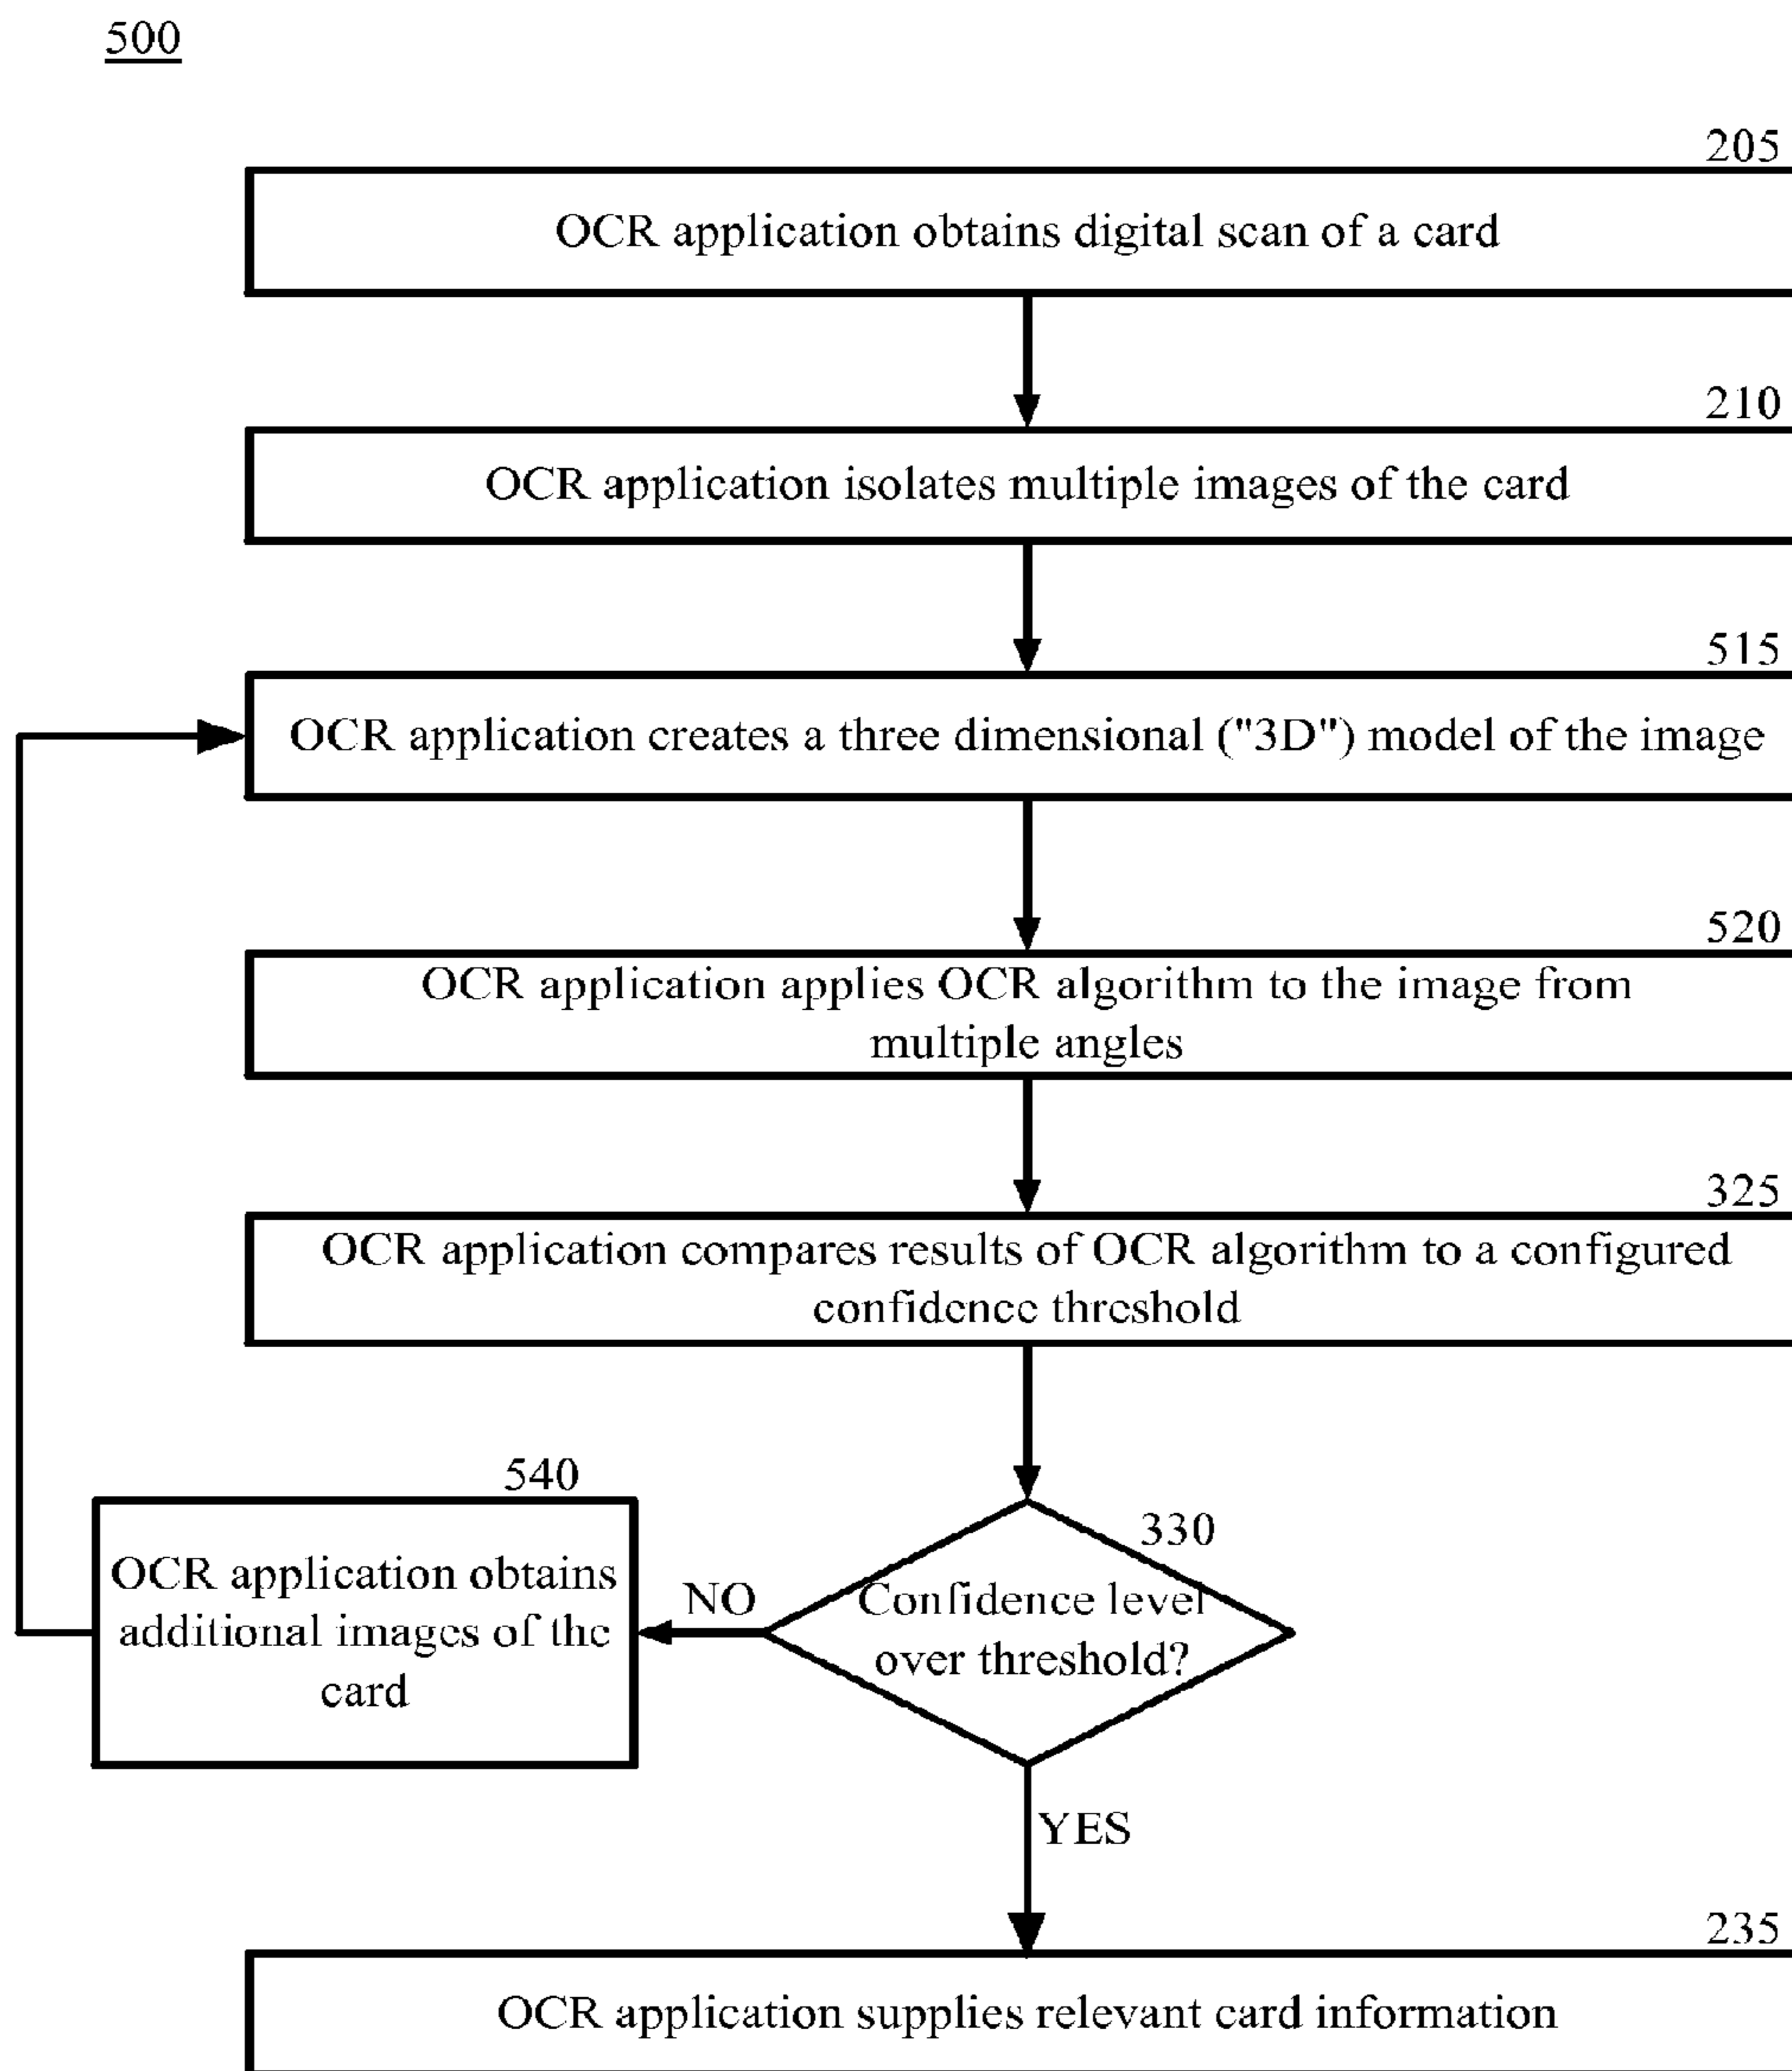 500
205
OCR application obtains digital scan of a card
210
OCR application isolates multiple images of the card
515
OCR application creates a three dimensional ("3D") model of the image
520
OCR application applies OCR algorithm to the image from
multiple angles
325
OCR application compares results of OCR algorithm to a configured
confidence threshold
330
Confidence level
over threshold?
NO
540
OCR application obtains
additional images of the
card
YES
235
OCR application supplies relevant card information